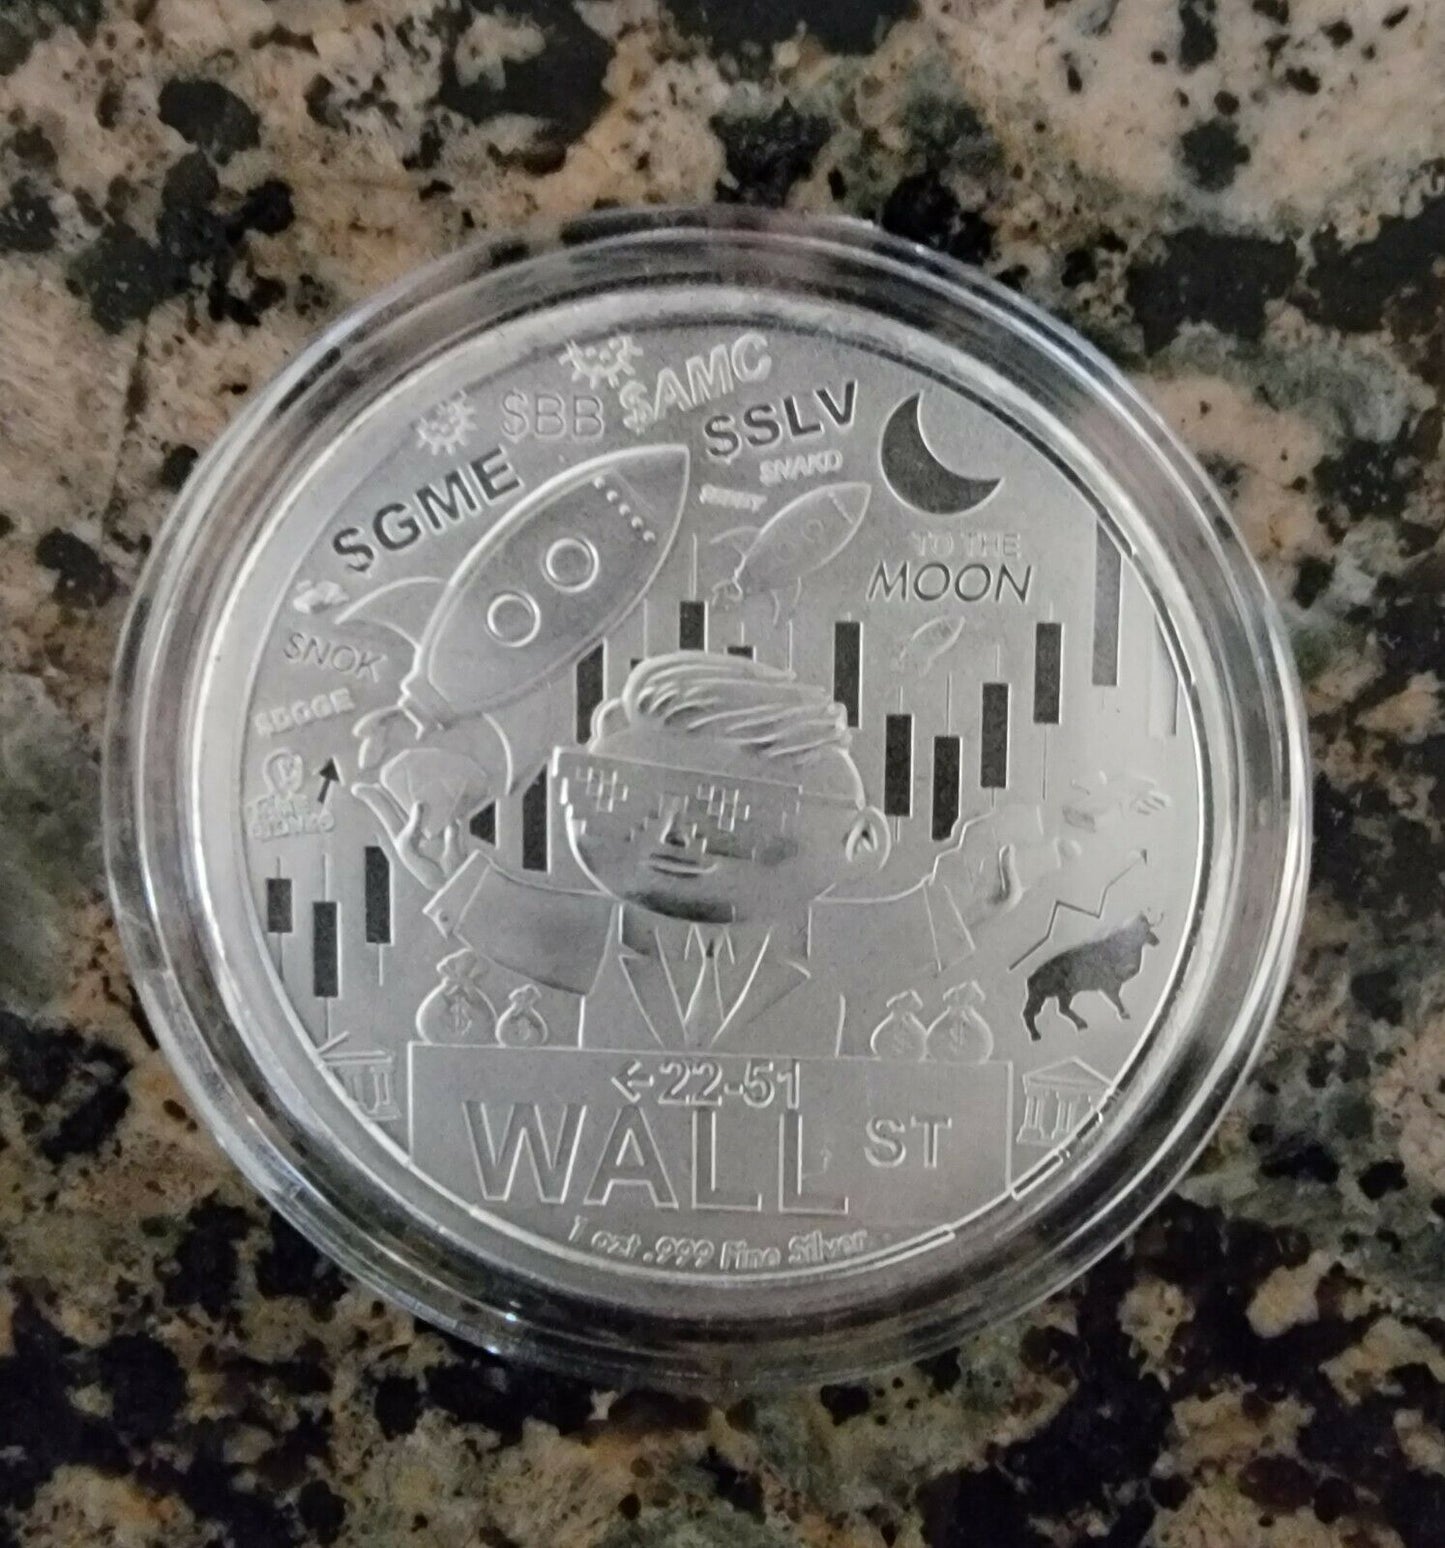 $BB
$AMC
$GME
$SLV
$NAKD
TO THE
MOON
$NOK
$DOGE
←22-51
WALL ST
1 ozt .999 Fine Silver